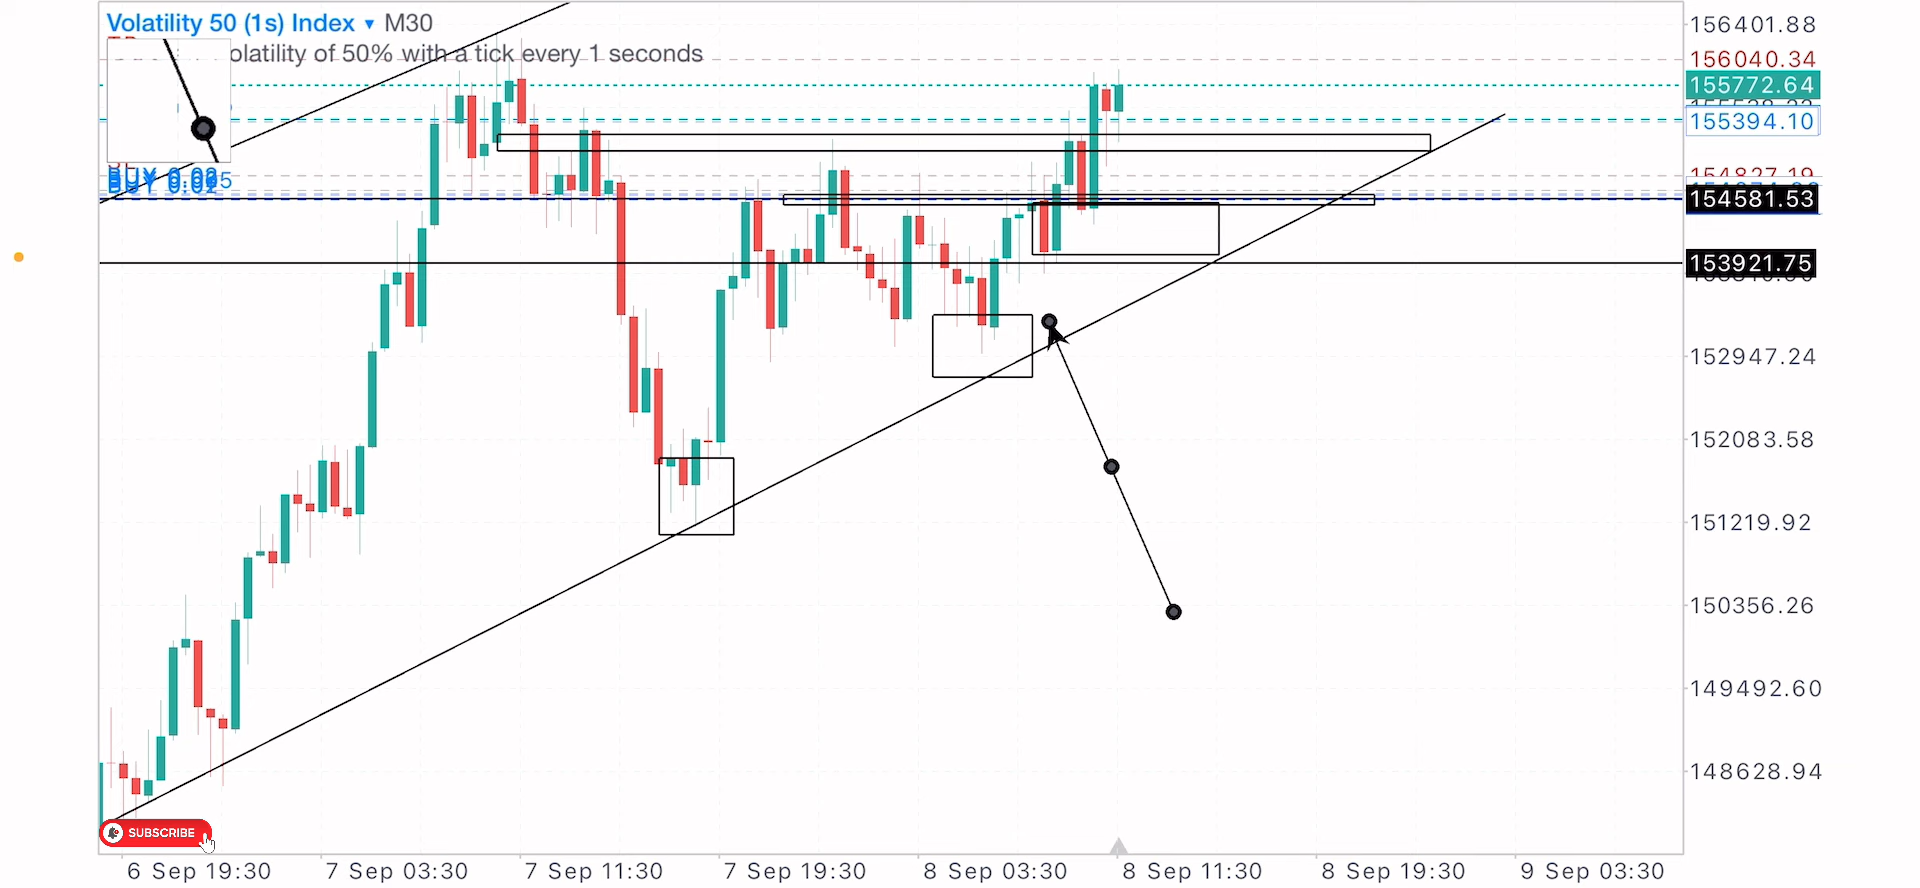 Volatility 50 (1s) Index ▾ M30
olatility of 50% with a tick every 1 seconds
156401.88
156040.34
155772.64
155394.10
154827.19
154581.53
153921.75
152947.24
152083.58
151219.92
150356.26
149492.60
148628.94
SUBSCRIBE
6 Sep 19:30
7 Sep 03:30
7 Sep 11:30
7 Sep 19:30
8 Sep 03:30
8 Sep 11:30
8 Sep 19:30
9 Sep 03:30